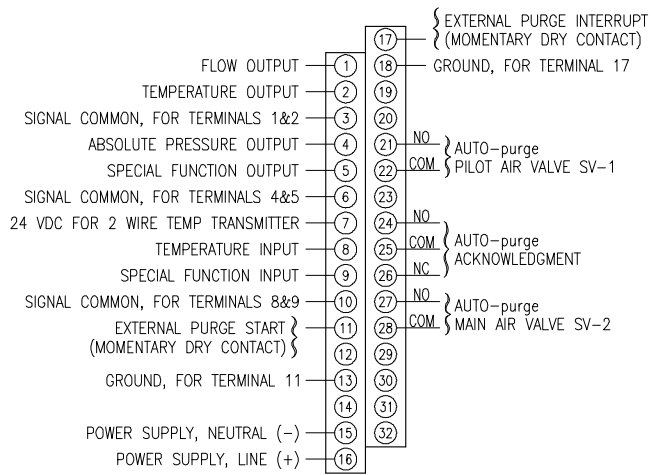 EXTERNAL PURGE INTERRUPT
(MOMENTARY DRY CONTACT)
17
FLOW OUTPUT 1
18 GROUND, FOR TERMINAL 17
TEMPERATURE OUTPUT 2
19
SIGNAL COMMON, FOR TERMINALS 1&2 3
20
ABSOLUTE PRESSURE OUTPUT 4
21 NO
AUTO-purge
SPECIAL FUNCTION OUTPUT 5
22 COM
PILOT AIR VALVE SV-1
SIGNAL COMMON, FOR TERMINALS 4&5 6
23
24 VDC FOR 2 WIRE TEMP TRANSMITTER 7
24 NO
TEMPERATURE INPUT 8
25 COM
AUTO-purge
ACKNOWLEDGMENT
SPECIAL FUNCTION INPUT 9
26 NC
SIGNAL COMMON, FOR TERMINALS 8&9 10
27 NO
AUTO-purge
EXTERNAL PURGE START 11
28 COM
MAIN AIR VALVE SV-2
(MOMENTARY DRY CONTACT) 12
29
GROUND, FOR TERMINAL 11 13
30
14
31
POWER SUPPLY, NEUTRAL (-) 15
32
POWER SUPPLY, LINE (+) 16